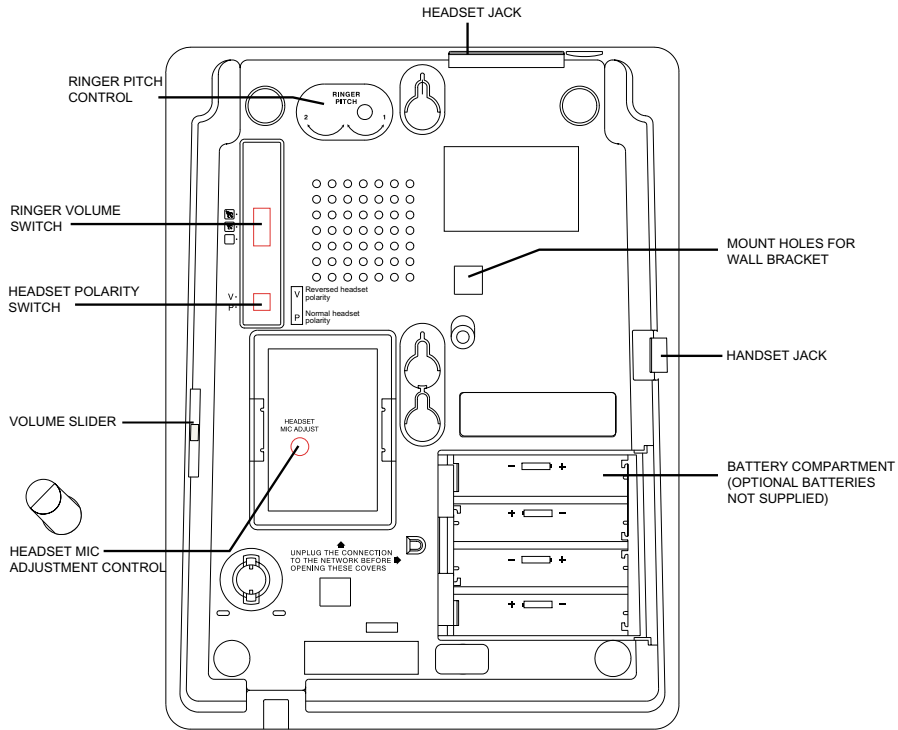 HEADSET JACK
RINGER PITCH
CONTROL
RINGER
PITCH
2
1
RINGER VOLUME
SWITCH
MOUNT HOLES FOR
WALL BRACKET
HEADSET POLARITY
SWITCH
V
P
V Reversed headset
polarity
P Normal headset
polarity
HANDSET JACK
VOLUME SLIDER
HEADSET
MIC ADJUST
BATTERY COMPARTMENT
(OPTIONAL BATTERIES
NOT SUPPLIED)
- +
+ -
- +
+ -
HEADSET MIC
ADJUSTMENT CONTROL
UNPLUG THE CONNECTION
TO THE NETWORK BEFORE
OPENING THESE COVERS